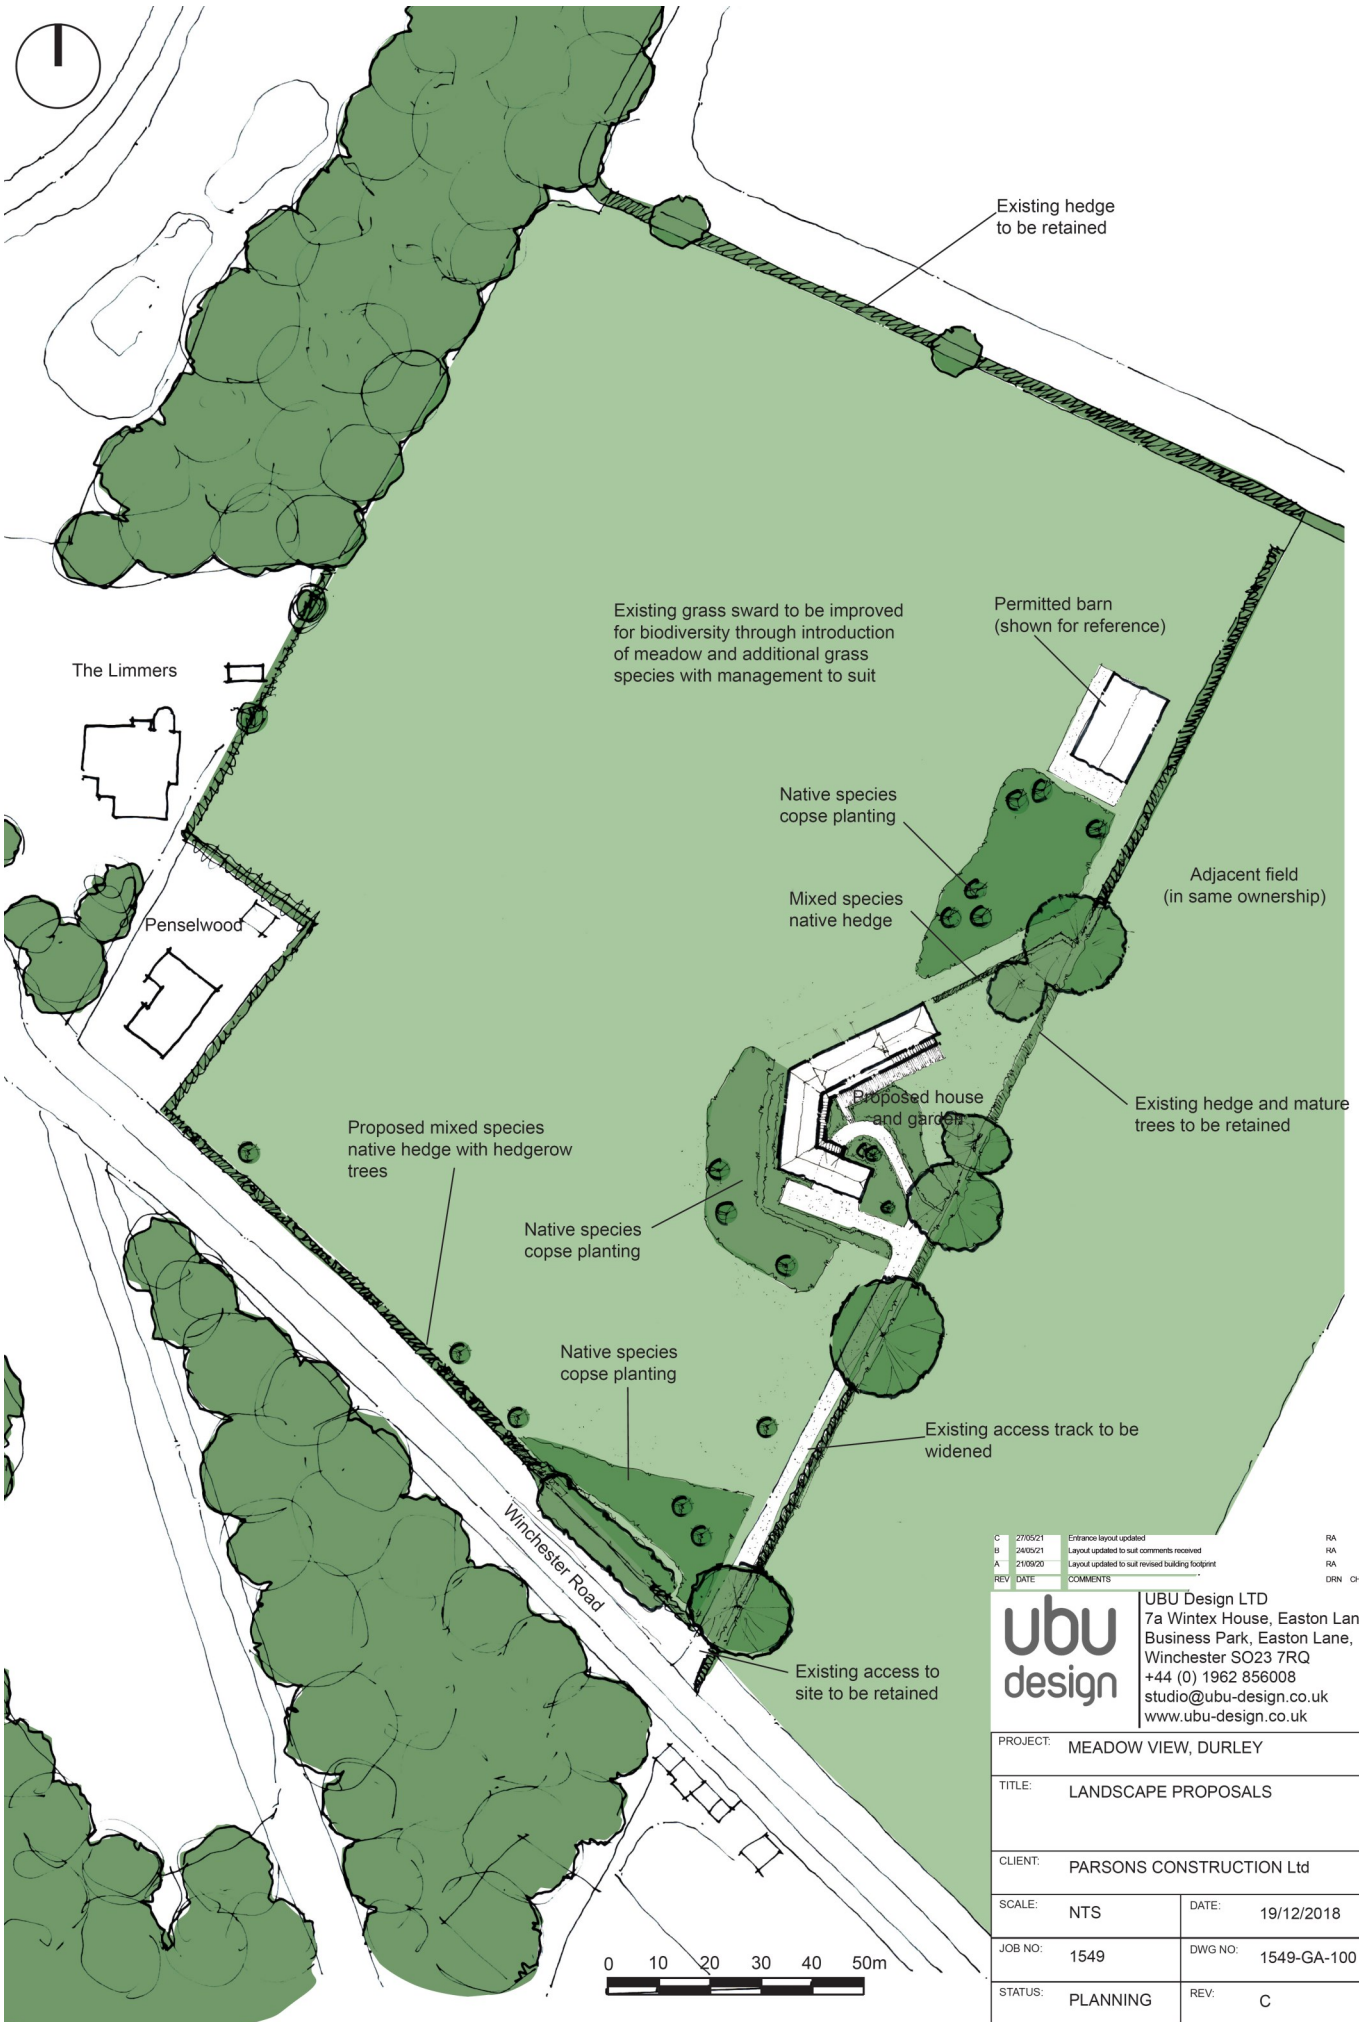 Existing hedge
to be retained
Existing grass sward to be improved
for biodiversity through introduction
of meadow and additional grass
species with management to suit
Permitted barn
(shown for reference)
The Limmers
Native species
copse planting
Mixed species
native hedge
Adjacent field
(in same ownership)
Penselwood
Proposed house
and garden
Existing hedge and mature
trees to be retained
Proposed mixed species
native hedge with hedgerow
trees
Native species
copse planting
Native species
copse planting
Existing access track to be
widened
Winchester Road
Existing access to
site to be retained
0 10 20 30 40 50m
C 27/05/21 Entrance layout updated RA
B 24/05/21 Layout updated to suit comments received RA
A 21/09/20 Layout updated to suit revised building footprint RA
REV DATE COMMENTS DRN CH
ubu
design
UBU Design LTD
7a Wintex House, Easton Lan
Business Park, Easton Lane,
Winchester SO23 7RQ
+44 (0) 1962 856008
studio@ubu-design.co.uk
www.ubu-design.co.uk
PROJECT: MEADOW VIEW, DURLEY
TITLE: LANDSCAPE PROPOSALS
CLIENT: PARSONS CONSTRUCTION Ltd
SCALE: NTS DATE: 19/12/2018
JOB NO: 1549 DWG NO: 1549-GA-100
STATUS: PLANNING REV: C